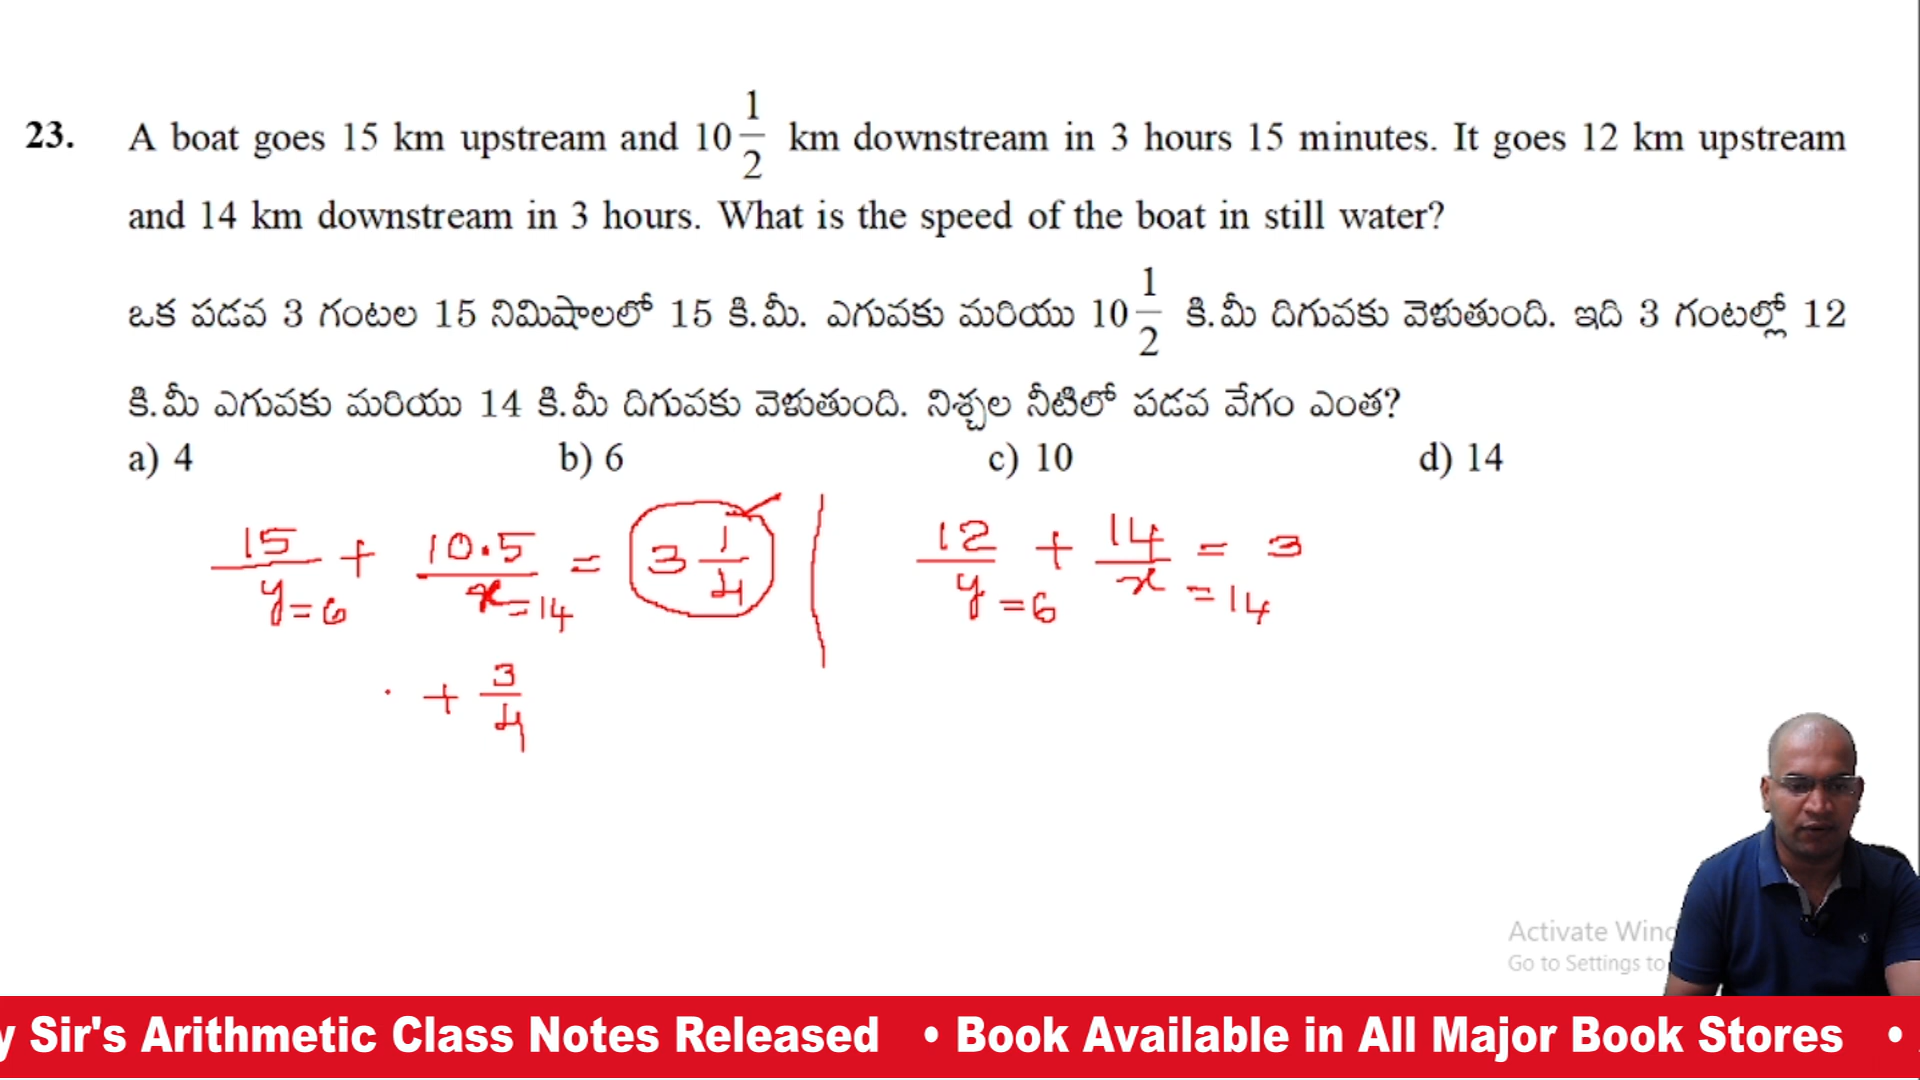 23. A boat goes 15 km upstream and 10 1/2 km downstream in 3 hours 15 minutes. It goes 12 km upstream
and 14 km downstream in 3 hours. What is the speed of the boat in still water?
ఒక పడవ 3 గంటల 15 నిమిషాలలో 15 కి.మీ. ఎగువకు మరియు 10 1/2 కి.మీ దిగువకు వెళుతుంది. ఇది 3 గంటల్లో 12
కి.మీ ఎగువకు మరియు 14 కి.మీ దిగువకు వెళుతుంది. నిశ్చల నీటిలో పడవ వేగం ఎంత?
a) 4 b) 6 c) 10 d) 14
15/y=6 + 10.5/x=14 = 3 1/4 12/y=6 + 14/x=14 = 3
+ 3/4
Activate Wind
Go to Settings to
y Sir's Arithmetic Class Notes Released • Book Available in All Major Book Stores •